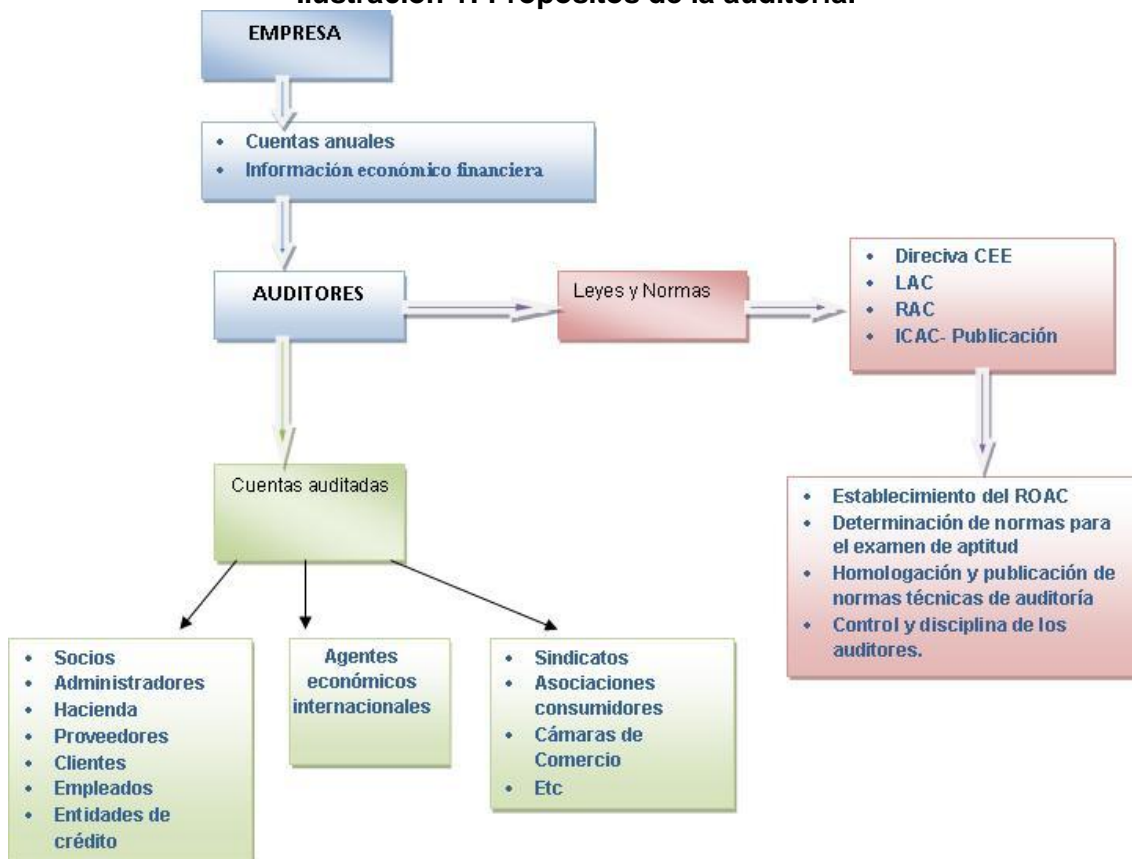 Ilustración 1. Propósitos de la auditoría.
EMPRESA
• Cuentas anuales
• Información económico financiera
AUDITORES
Leyes y Normas
• Direciva CEE
• LAC
• RAC
• ICAC- Publicación
Cuentas auditadas
• Establecimiento del ROAC
• Determinación de normas para
el examen de aptitud
• Homologación y publicación de
normas técnicas de auditoría
• Control y disciplina de los
auditores.
• Socios
• Administradores
• Hacienda
• Proveedores
• Clientes
• Empleados
• Entidades de
crédito
Agentes
económicos
internacionales
• Sindicatos
• Asociaciones
consumidores
• Cámaras de
Comercio
• Etc